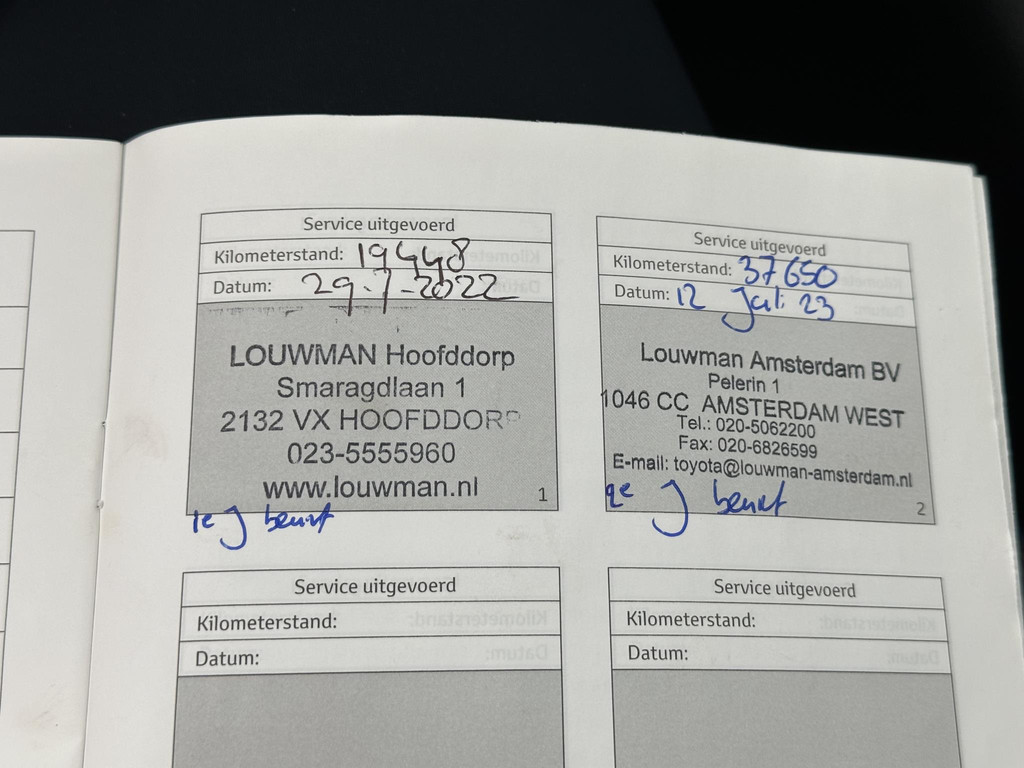 Service uitgevoerd
Kilometerstand: 19448
Datum: 29-7-2022
LOUWMAN Hoofddorp
Smaragdlaan 1
2132 VX HOOFDDORP
023-5555960
www.louwman.nl
1
1e J beurt
Service uitgevoerd
Kilometerstand: 37650
Datum: 12 Juli 23
Louwman Amsterdam BV
Pelerin 1
1046 CC AMSTERDAM WEST
Tel.: 020-5062200
Fax: 020-6826599
E-mail: toyota@louwman-amsterdam.nl
2
2e J beurt
Service uitgevoerd
Kilometerstand:
Datum:
Service uitgevoerd
Kilometerstand:
Datum: